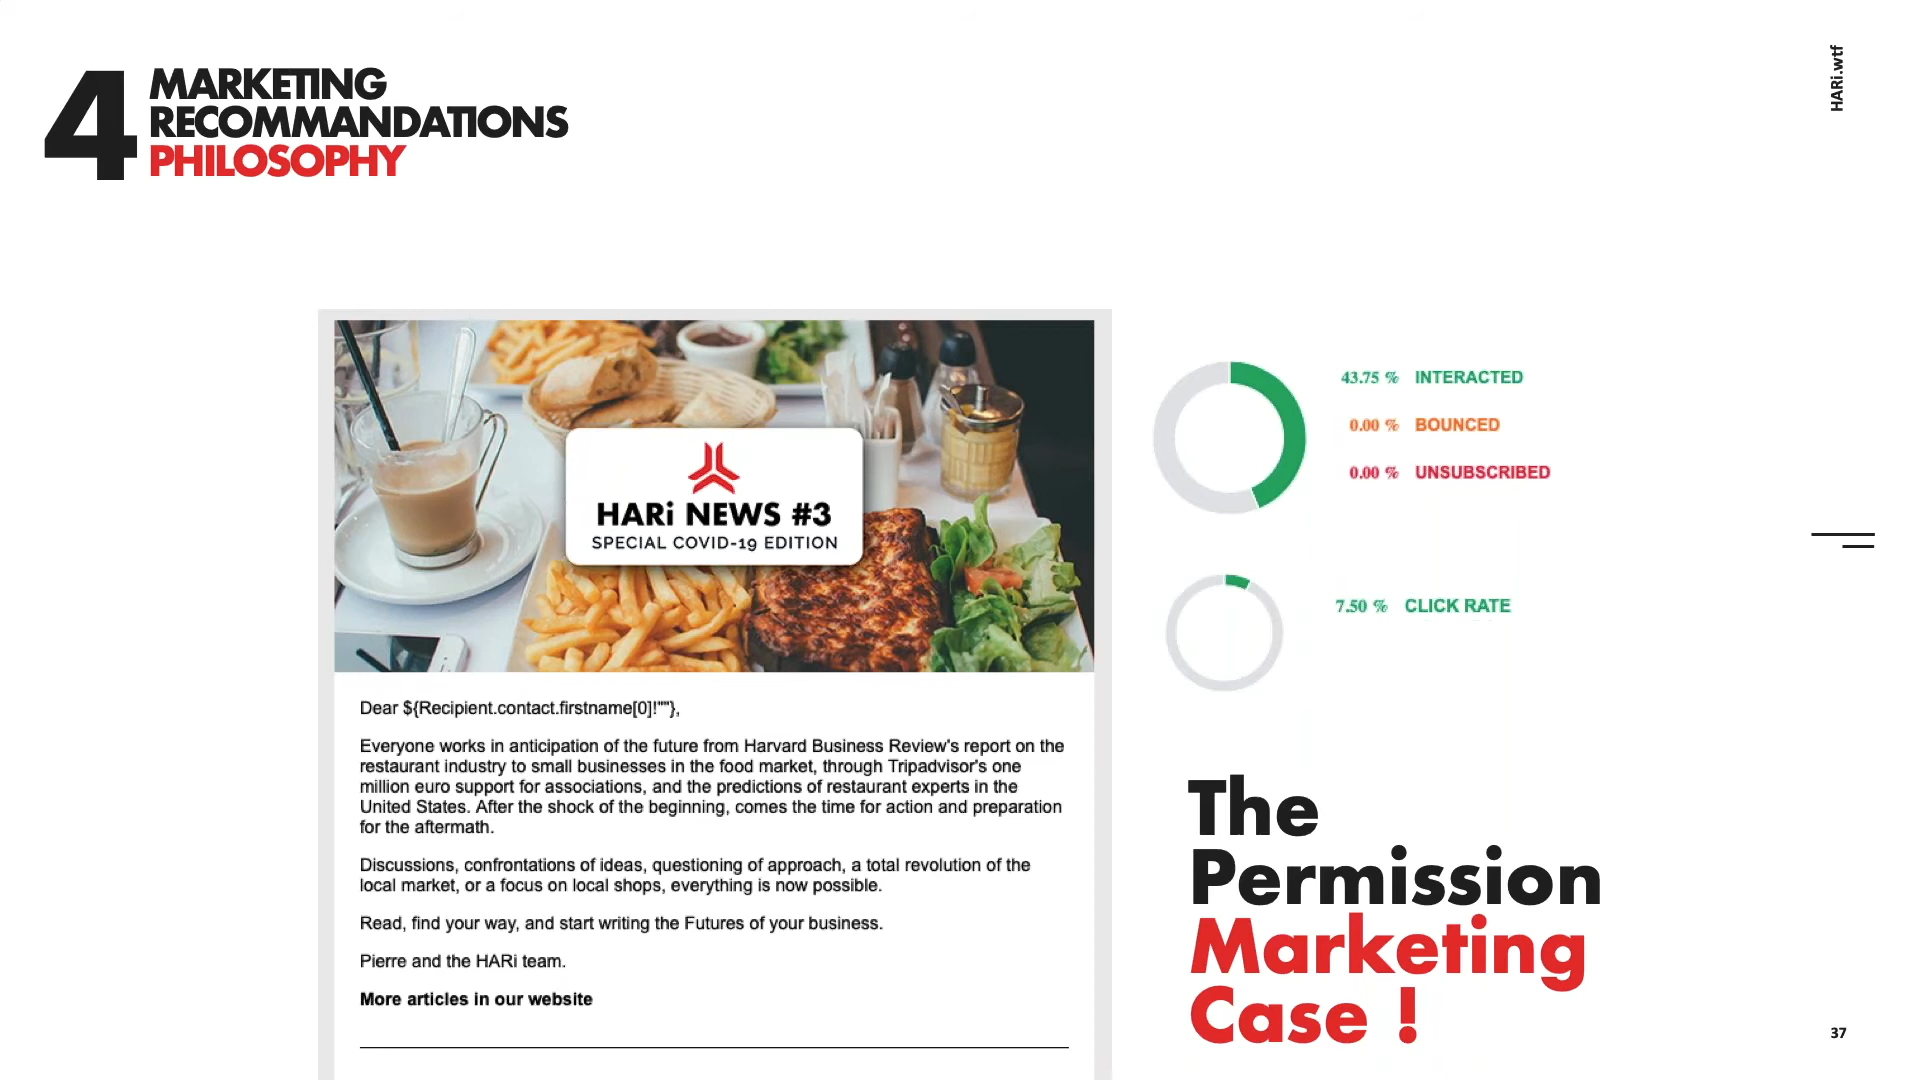 4
MARKETING
RECOMMANDATIONS
PHILOSOPHY
HARi.wtf
HARi NEWS #3
SPECIAL COVID-19 EDITION
Dear ${Recipient.contact.firstname[0]!""},
Everyone works in anticipation of the future from Harvard Business Review's report on the
restaurant industry to small businesses in the food market, through Tripadvisor's one
million euro support for associations, and the predictions of restaurant experts in the
United States. After the shock of the beginning, comes the time for action and preparation
for the aftermath.
Discussions, confrontations of ideas, questioning of approach, a total revolution of the
local market, or a focus on local shops, everything is now possible.
Read, find your way, and start writing the Futures of your business.
Pierre and the HARi team.
More articles in our website
43.75 % INTERACTED
0.00 % BOUNCED
0.00 % UNSUBSCRIBED
7.50 % CLICK RATE
The
Permission
Marketing
Case !
37